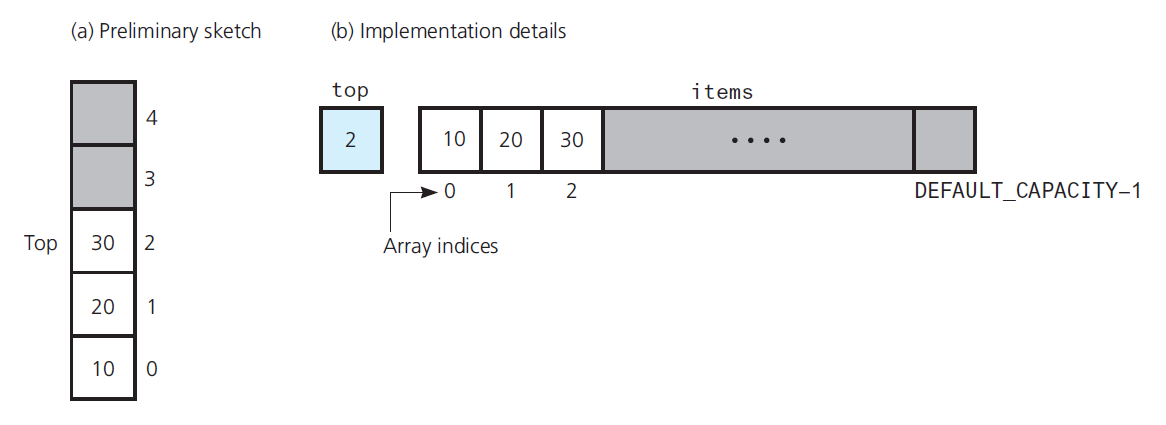 (a) Preliminary sketch
4
3
Top 30 2
20 1
10 0
(b) Implementation details
top items
2 10 20 30 ....
0 1 2 DEFAULT_CAPACITY–1
Array indices